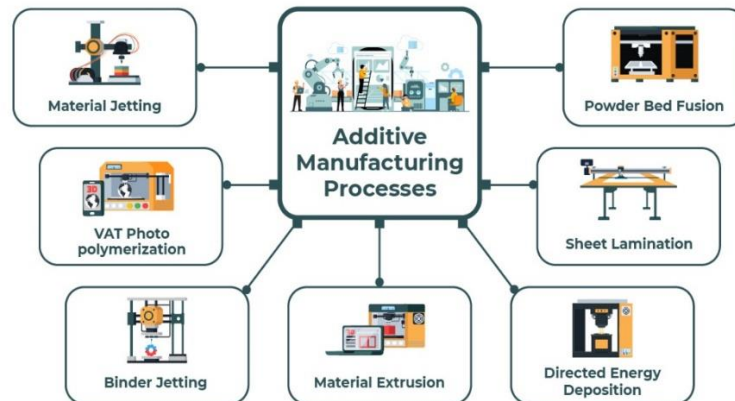 Material Jetting
Additive
Manufacturing
Processes
Powder Bed Fusion
3D
VAT Photo
polymerization
Sheet Lamination
Binder Jetting
Material Extrusion
Directed Energy
Deposition